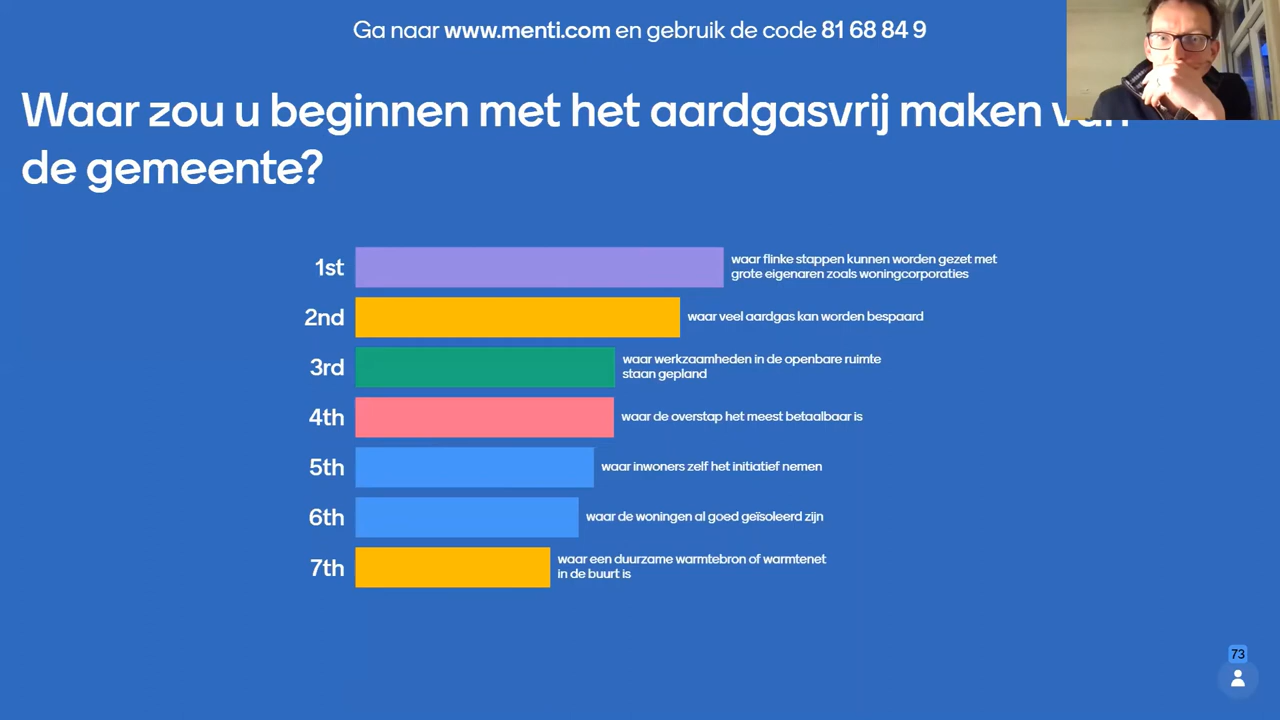 Ga naar www.menti.com en gebruik de code 81 68 84 9
Waar zou u beginnen met het aardgasvrij maken van
de gemeente?
1st
waar flinke stappen kunnen worden gezet met
grote eigenaren zoals woningcorporaties
2nd
waar veel aardgas kan worden bespaard
3rd
waar werkzaamheden in de openbare ruimte
staan gepland
4th
waar de overstap het meest betaalbaar is
5th
waar inwoners zelf het initiatief nemen
6th
waar de woningen al goed geïsoleerd zijn
7th
waar een duurzame warmtebron of warmtenet
in de buurt is
73